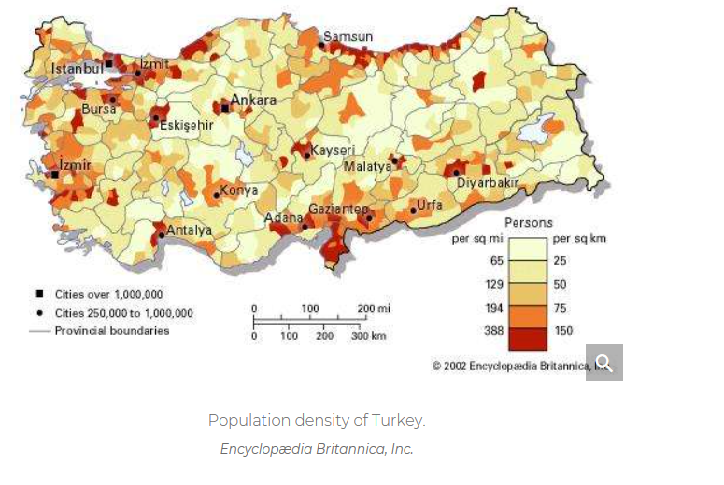 Samsun
Istanbul
Izmit
Bursa
Ankara
Eskişehir
İzmir
Kayseri
Malatya
Diyarbakır
Konya
Adana
Gaziantep
Urfa
Antalya
Persons
per sq mi per sq km
65 25
129 50
194 75
388 150
Cities over 1,000,000
Cities 250,000 to 1,000,000
Provincial boundaries
0 100 200 mi
0 100 200 300 km
© 2002 Encyclopædia Britannica,
Population density of Turkey.
Encyclopædia Britannica, Inc.